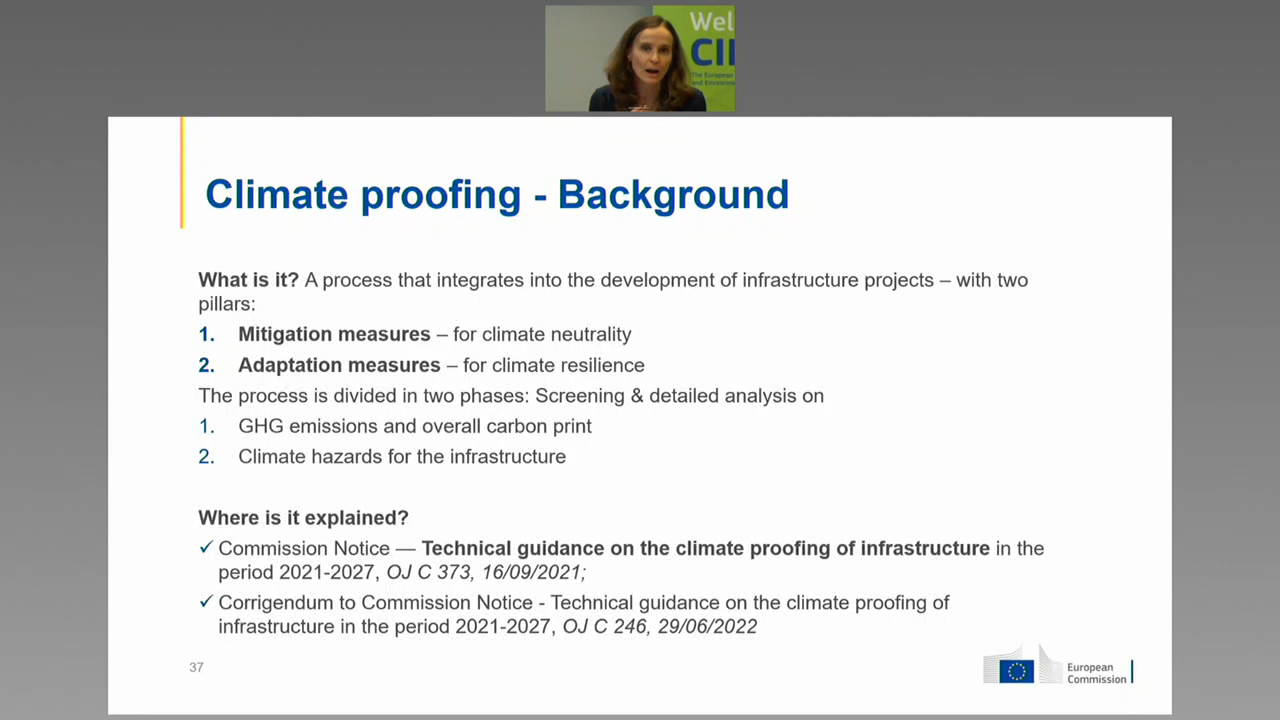 Wel
CI
The European
and Environ
Climate proofing - Background
What is it? A process that integrates into the development of infrastructure projects – with two
pillars:
1. Mitigation measures – for climate neutrality
2. Adaptation measures – for climate resilience
The process is divided in two phases: Screening & detailed analysis on
1. GHG emissions and overall carbon print
2. Climate hazards for the infrastructure
Where is it explained?
✓ Commission Notice — Technical guidance on the climate proofing of infrastructure in the
period 2021-2027, OJ C 373, 16/09/2021;
✓ Corrigendum to Commission Notice - Technical guidance on the climate proofing of
infrastructure in the period 2021-2027, OJ C 246, 29/06/2022
37
European
Commission